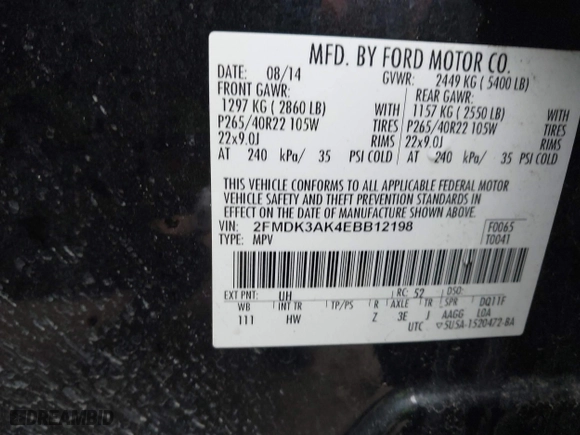 MFD. BY FORD MOTOR CO.
DATE: 08/14 GVWR: 2449 KG ( 5400 LB)
FRONT GAWR: REAR GAWR:
1297 KG ( 2860 LB) WITH 1157 KG ( 2550 LB) WITH
P265/40R22 105W TIRES P265/40R22 105W TIRES
22x9.0J RIMS 22x9.0J RIMS
AT 240 kPa/ 35 PSI COLD AT 240 kPa/ 35 PSI COLD
THIS VEHICLE CONFORMS TO ALL APPLICABLE FEDERAL MOTOR
VEHICLE SAFETY AND THEFT PREVENTION STANDARDS IN
EFFECT ON THE DATE OF MANUFACTURE SHOWN ABOVE.
VIN: 2FMDK3AK4EBB12198 F0065
TYPE: MPV T0041
EXT PNT: UH RC: 52 DSO: DQ11F
WB INT TR TP/PS R AXLE TR SPR
111 HW Z 3E J AAGG LOA
UTC 5U5A-1520472-BA
DREAMBID